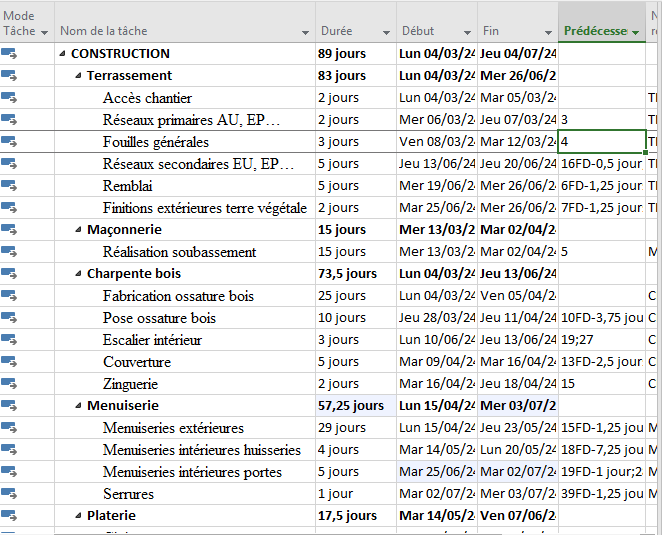 Mode Tâche Nom de la tâche Durée Début Fin Prédécesse N
CONSTRUCTION 89 jours Lun 04/03/24 Jeu 04/07/24
Terrassement 83 jours Lun 04/03/24 Mer 26/06/2
Accès chantier 2 jours Lun 04/03/24 Mar 05/03/24 TE
Réseaux primaires AU, EP… 2 jours Mer 06/03/24 Jeu 07/03/24 3 TE
Fouilles générales 3 jours Ven 08/03/24 Mar 12/03/24 4 TE
Réseaux secondaires EU, EP… 5 jours Jeu 13/06/24 Jeu 20/06/24 16FD-0,5 jour TE
Remblai 5 jours Mer 19/06/24 Mer 26/06/24 6FD-1,25 jour TE
Finitions extérieures terre végétale 2 jours Mar 25/06/24 Mer 26/06/24 7FD-1,25 jour TE
Maçonnerie 15 jours Mer 13/03/24 Mar 02/04/24
Réalisation soubassement 15 jours Mer 13/03/24 Mar 02/04/24 5 M
Charpente bois 73,5 jours Lun 04/03/24 Jeu 13/06/24
Fabrication ossature bois 25 jours Lun 04/03/24 Ven 05/04/24 C
Pose ossature bois 10 jours Jeu 28/03/24 Jeu 11/04/24 10FD-3,75 jou C
Escalier intérieur 3 jours Lun 10/06/24 Jeu 13/06/24 19;27 C
Couverture 5 jours Mar 09/04/24 Mar 16/04/24 13FD-2,5 jours C
Zinguerie 2 jours Mar 16/04/24 Jeu 18/04/24 15 C
Menuiserie 57,25 jours Lun 15/04/24 Mer 03/07/2
Menuiseries extérieures 29 jours Lun 15/04/24 Jeu 23/05/24 15FD-1,25 jou M
Menuiseries intérieures huisseries 4 jours Mar 14/05/24 Lun 20/05/24 18FD-7,25 jou M
Menuiseries intérieures portes 5 jours Mar 25/06/24 Mar 02/07/24 19FD-1 jour;2 M
Serrures 1 jour Mar 02/07/24 Mer 03/07/24 39FD-1,25 jou M
Platerie 17,5 jours Mar 14/05/24 Ven 07/06/24